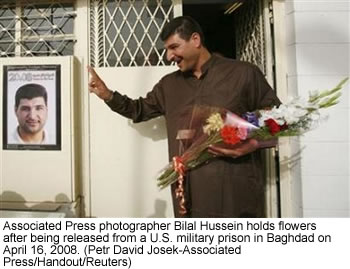 Associated Press photographer Bilal Hussein holds flowers
after being released from a U.S. military prison in Baghdad on
April 16, 2008. (Petr David Josek-Associated
Press/Handout/Reuters)